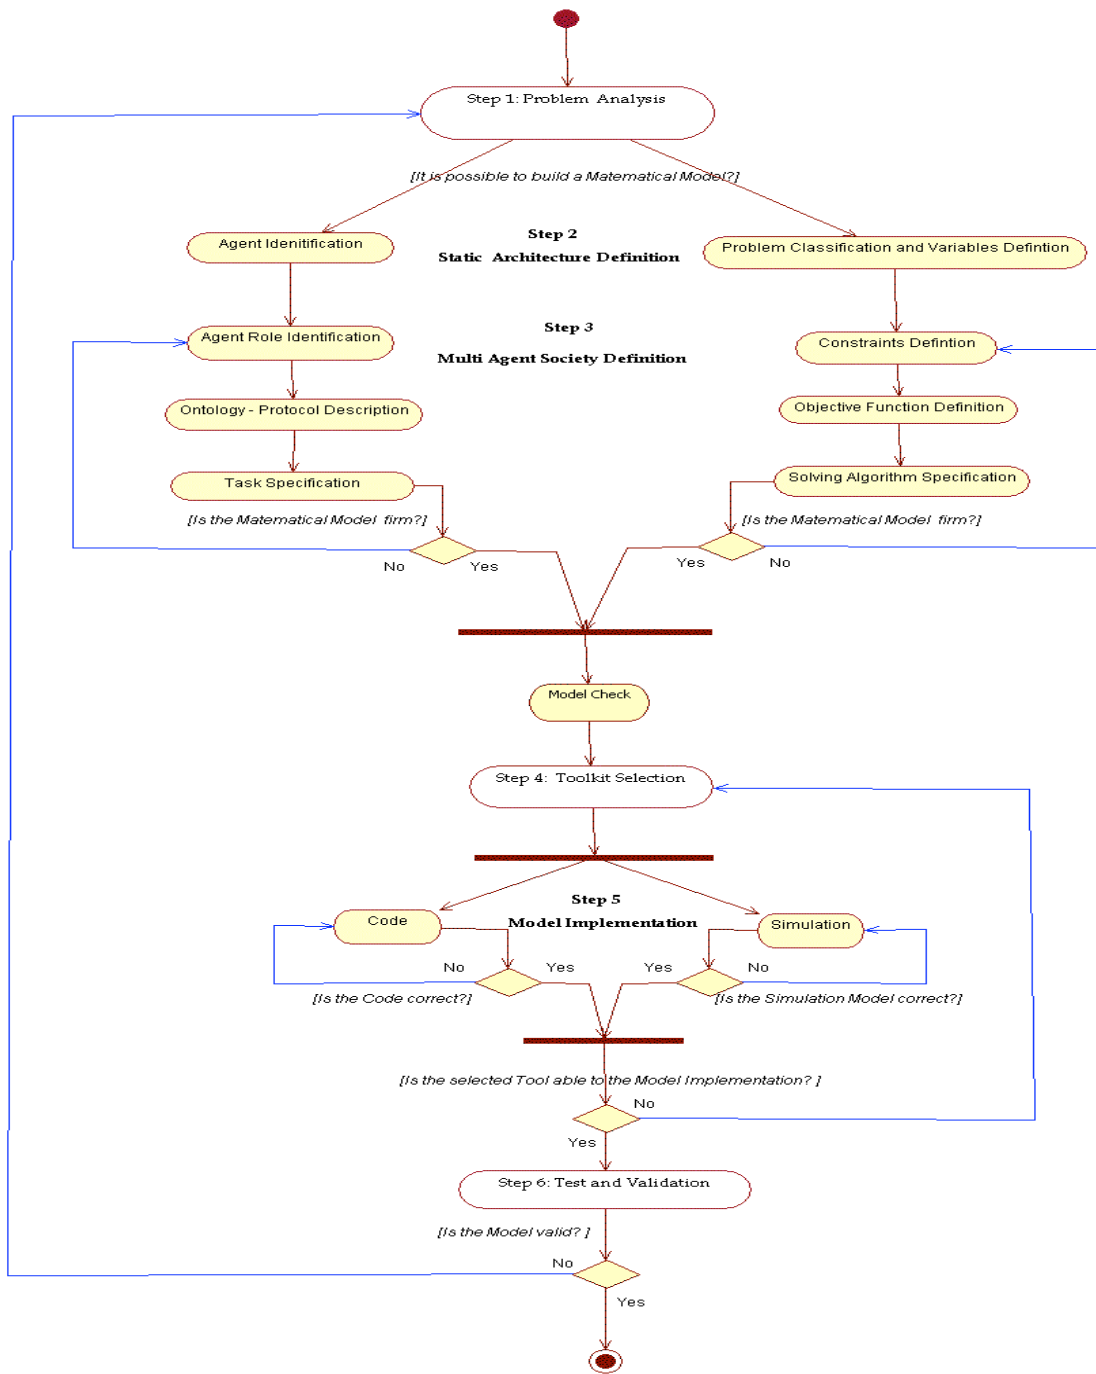 Step 1: Problem Analysis
[It is possible to build a Matematical Model?]
Agent Idenitification
Step 2
Static Architecture Definition
Problem Classification and Variables Defintion
Step 3
Agent Role Identification
Multi Agent Society Definition
Constraints Defintion
Ontology - Protocol Description
Objective Function Definition
Task Specification
Solving Algorithm Specification
[Is the Matematical Model firm?]
[Is the Matematical Model firm?]
No
Yes
Yes
No
Model Check
Step 4: Toolkit Selection
Step 5
Model Implementation
Code
Simulation
No
Yes
Yes
No
[Is the Code correct?]
[Is the Simulation Model correct?]
[Is the selected Tool able to the Model Implementation? ]
No
Yes
Step 6: Test and Validation
[Is the Model valid? ]
No
Yes